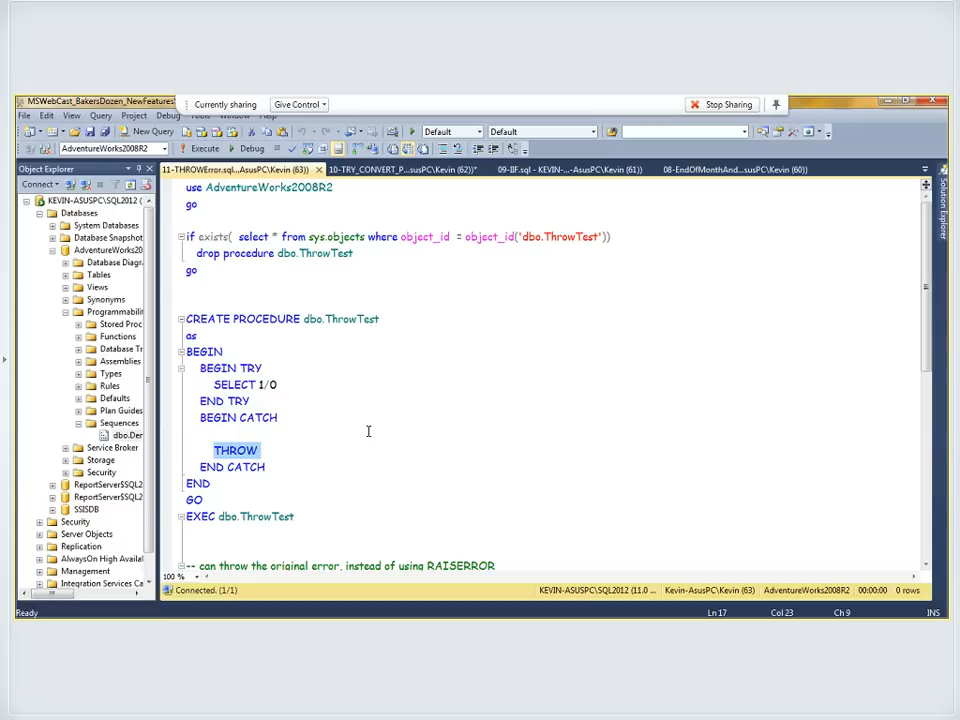 MSWebCast_BakersDozen_NewFeatures
Currently sharing
Give Control
Stop Sharing
File Edit View Query Project Debug Tools Window Help
New Query
Default
Default
AdventureWorks2008R2
Execute
Debug
Object Explorer
11-THROWError.sql...AsusPC\Kevin (63))
10-TRY_CONVERT_P...susPC\Kevin (62))*
09-IIF.sql - KEVIN-...-AsusPC\Kevin (61))
08-EndOfMonthAnd...susPC\Kevin (60))
Connect
KEVIN-ASUSPC\SQL2012 (11.0
Databases
System Databases
Database Snapshot
AdventureWorks20
Database Diagr
Tables
Views
Synonyms
Programmabilit
Stored Proc
Functions
Database Tr
Assemblies
Types
Rules
Defaults
Plan Guides
Sequences
dbo.Der
Service Broker
Storage
Security
ReportServer$SQL2
ReportServer$SQL2
SSISDB
Security
Server Objects
Replication
AlwaysOn High Availal
Management
Integration Services Ca
use AdventureWorks2008R2
go
if exists( select * from sys.objects where object_id = object_id('dbo.ThrowTest'))
drop procedure dbo.ThrowTest
go
CREATE PROCEDURE dbo.ThrowTest
as
BEGIN
BEGIN TRY
SELECT 1/0
END TRY
BEGIN CATCH
THROW
END CATCH
END
GO
EXEC dbo.ThrowTest
-- can throw the original error, instead of using RAISERROR
Solution Explorer
100 %
Connected. (1/1)
KEVIN-ASUSPC\SQL2012 (11.0 ...
Kevin-AsusPC\Kevin (63)
AdventureWorks2008R2
00:00:00
0 rows
Ready
Ln 17
Col 23
Ch 9
INS